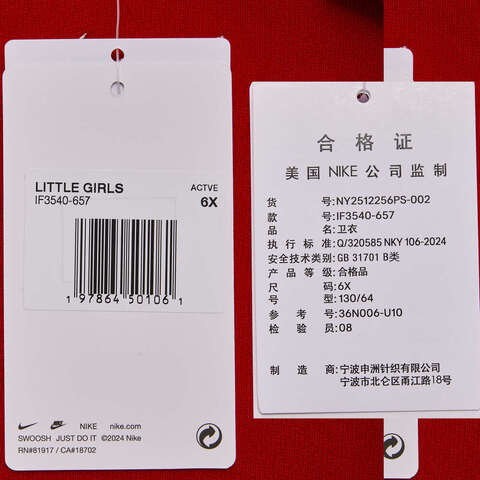 LITTLE GIRLS
IF3540-657
ACTVE
6X
1 97864 50106 1
NIKE nike.com
SWOOSH JUST DO IT ©2024 Nike
RN#81917 / CA#18702
合格证
美国NIKE公司监制
货号:NY2512256PS-002
款号:IF3540-657
品名:卫衣
执行标准:Q/320585 NKY 106-2024
安全技术类别:GB 31701 B类
产品等级:合格品
尺码:6X
号型:130/64
参考号:36N006-U10
检验员:08
制造商:宁波申洲针织有限公司
宁波市北仑区甬江路18号